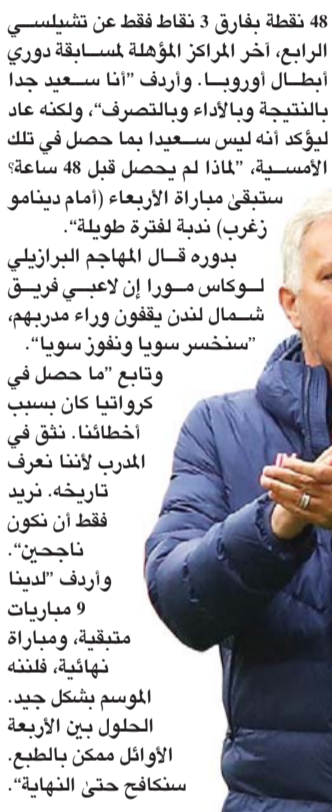 48 نقطة بفارق 3 نقاط فقط عن تشيلسي
الرابع، آخر المراكز المؤهلة لمسابقة دوري
أبطال أوروبا. وأردف ”أنا سعيد جدا
بالنتيجة وبالأداء وبالتصرف“، ولكنه عاد
ليؤكد أنه ليس سعيدا بما حصل في تلك
الأمسية، ”لماذا لم يحصل قبل 48 ساعة؟
ستبقى مباراة الأربعاء (أمام دينامو
زغرب) ندبة لفترة طويلة“.
بدوره قال المهاجم البرازيلي
لوكاس مورا إن لاعبي فريق
شمال لندن يقفون وراء مدربهم،
”سنخسر سويا ونفوز سويا“.
وتابع ”ما حصل في
كرواتيا كان بسبب
أخطائنا. نثق في
المدرب لأننا نعرف
تاريخه. نريد
فقط أن نكون
ناجحين“.
وأردف ”لدينا
9 مباريات
متبقية، ومباراة
نهائية، فلننه
الموسم بشكل جيد.
الحلول بين الأربعة
الأوائل ممكن بالطبع.
سنكافح حتى النهاية“.